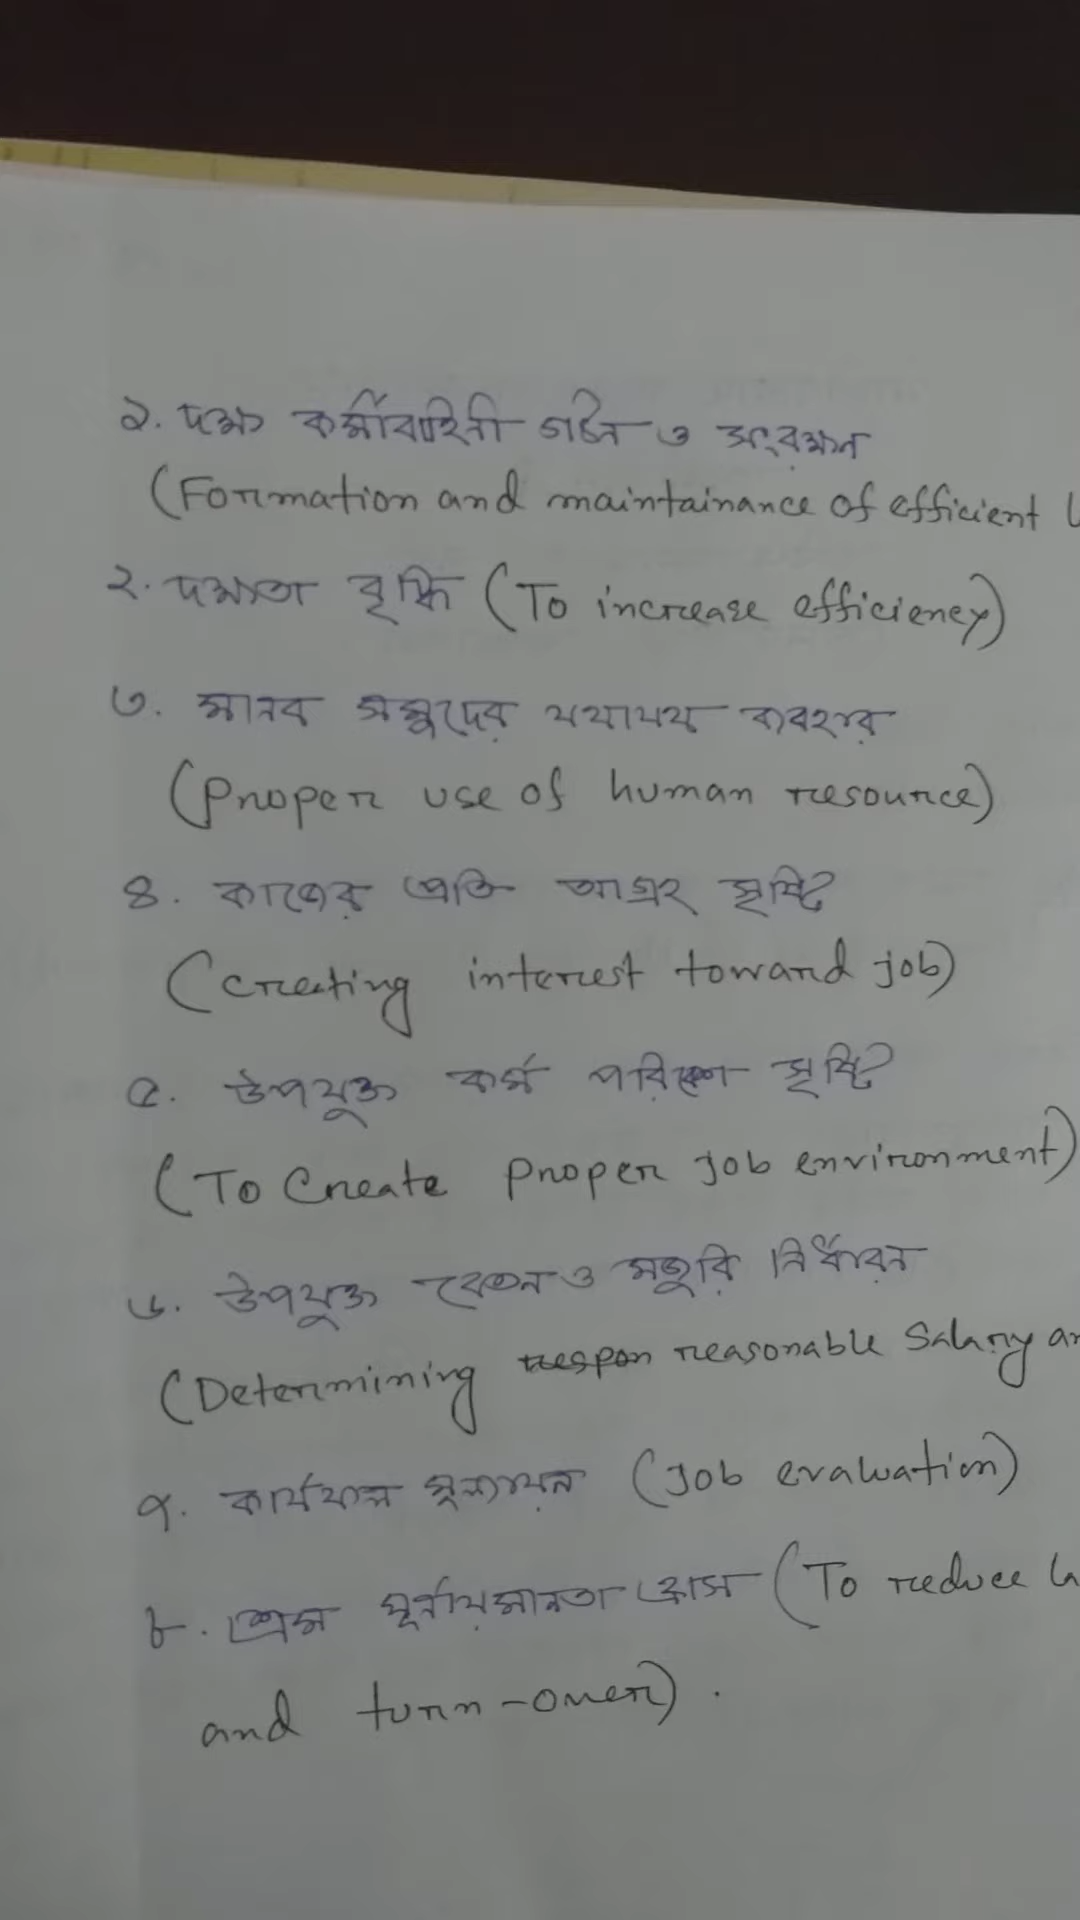 ১. দক্ষ কর্মীবাহিনী গঠন ও সংরক্ষন
(Formation and maintainance of efficient
২. দক্ষতা বৃদ্ধি (To increase efficiency)
৩. মানব সম্পদের যথাযথ ব্যবহার
(Proper use of human resource)
৪. কাজের প্রতি আগ্রহ সৃষ্টি
(creating interest toward job)
৫. উপযুক্ত কর্ম পরিবেশ সৃষ্টি
(To Create proper job environment)
৬. উপযুক্ত বেতন ও মজুরি নির্ধারন
(Determining reasonable Salary an
৭. কার্যফল মূল্যায়ন (Job evaluation)
৮. শ্রম ঘূর্নায়মানতা হ্রাস (To reduce
and turn-over).